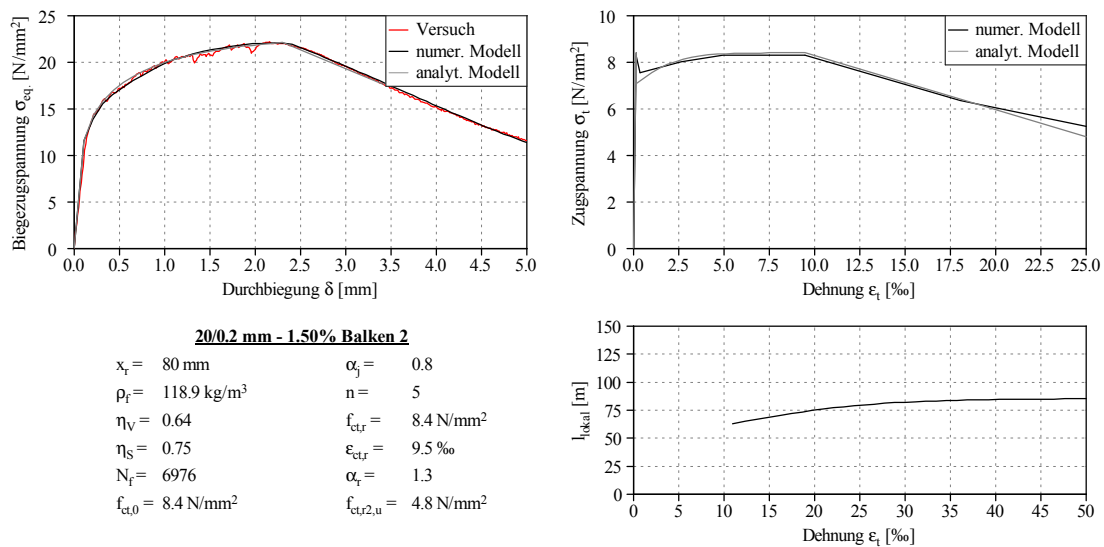 Biegezugspannung σeq. [N/mm²]
25
20
15
10
5
0
0.0 0.5 1.0 1.5 2.0 2.5 3.0 3.5 4.0 4.5 5.0
Durchbiegung δ [mm]
Versuch
numer. Modell
analyt. Modell
Zugspannung σt [N/mm²]
10
8
6
4
2
0
0.0 2.5 5.0 7.5 10.0 12.5 15.0 17.5 20.0 22.5 25.0
Dehnung εt [‰]
numer. Modell
analyt. Modell
20/0.2 mm - 1.50% Balken 2
xr = 80 mm αj = 0.8
ρf = 118.9 kg/m³ n = 5
ηV = 0.64 fct,r = 8.4 N/mm²
ηS = 0.75 εct,r = 9.5 ‰
Nf = 6976 αr = 1.3
fct,0 = 8.4 N/mm² fct,r2,u = 4.8 N/mm²
llokal [m]
150
125
100
75
50
25
0
0.0 5.0 10 15 20 25 30 35 40 45 50
Dehnung εt [‰]